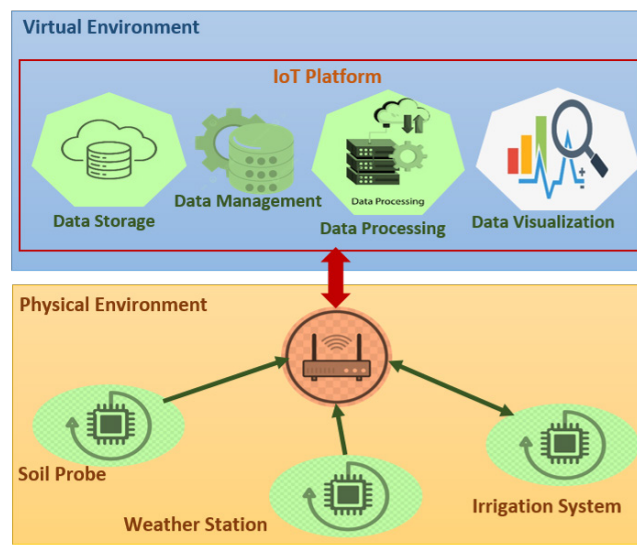 Virtual Environment
IoT Platform
Data Storage
Data Management
Data Processing
Data Processing
Data Visualization
Physical Environment
Soil Probe
Weather Station
Irrigation System